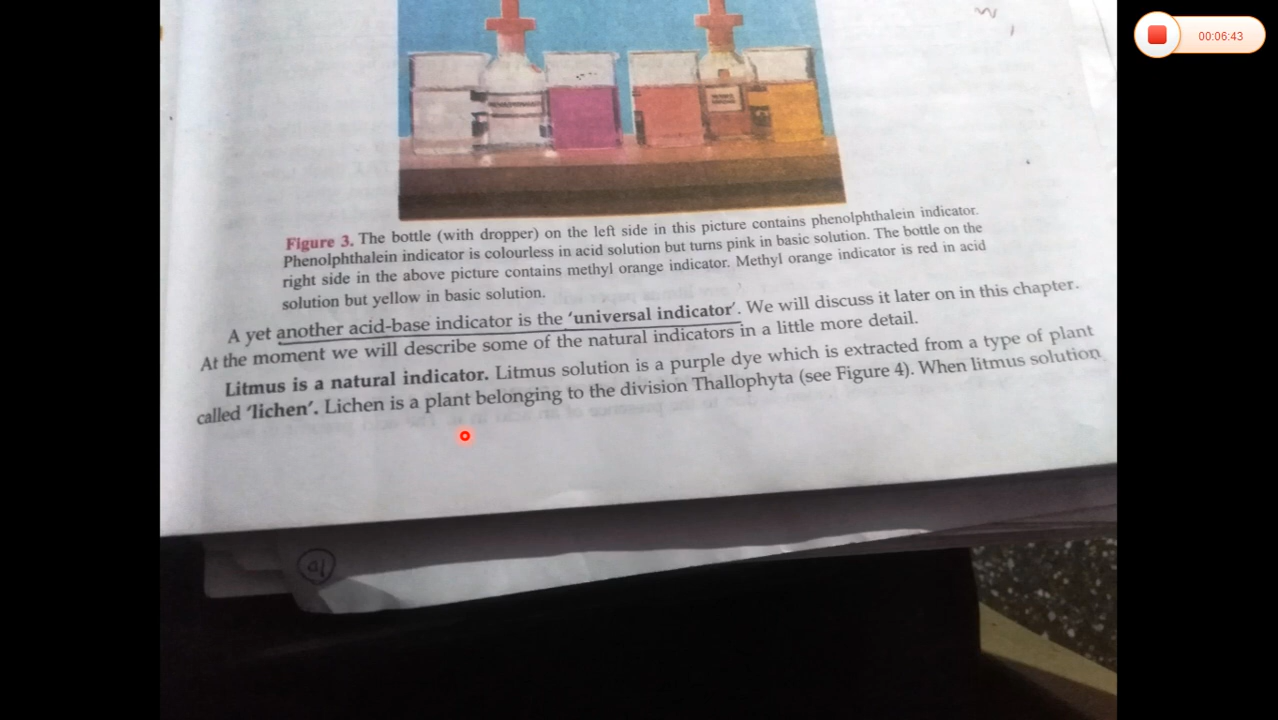 00:06:43
Figure 3. The bottle (with dropper) on the left side in this picture contains phenolphthalein indicator.
Phenolphthalein indicator is colourless in acid solution but turns pink in basic solution. The bottle on the
right side in the above picture contains methyl orange indicator. Methyl orange indicator is red in acid
solution but yellow in basic solution.
A yet another acid-base indicator is the 'universal indicator'. We will discuss it later on in this chapter.
At the moment we will describe some of the natural indicators in a little more detail.
Litmus is a natural indicator. Litmus solution is a purple dye which is extracted from a type of plant
called 'lichen'. Lichen is a plant belonging to the division Thallophyta (see Figure 4). When litmus solution